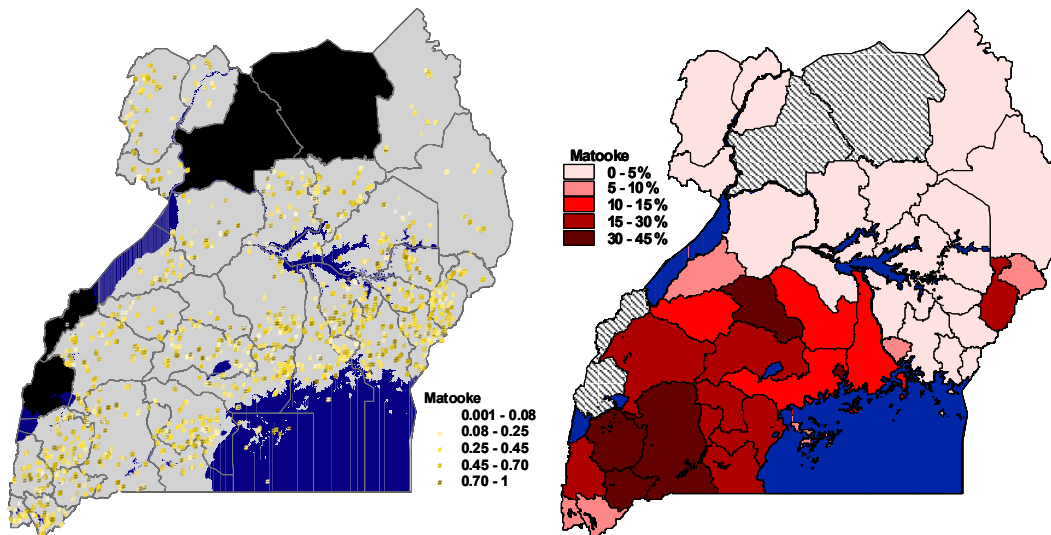 Matooke
0.001 - 0.08
0.08 - 0.25
0.25 - 0.45
0.45 - 0.70
0.70 - 1
Matooke
0 - 5%
5 - 10%
10 - 15%
15 - 30%
30 - 45%